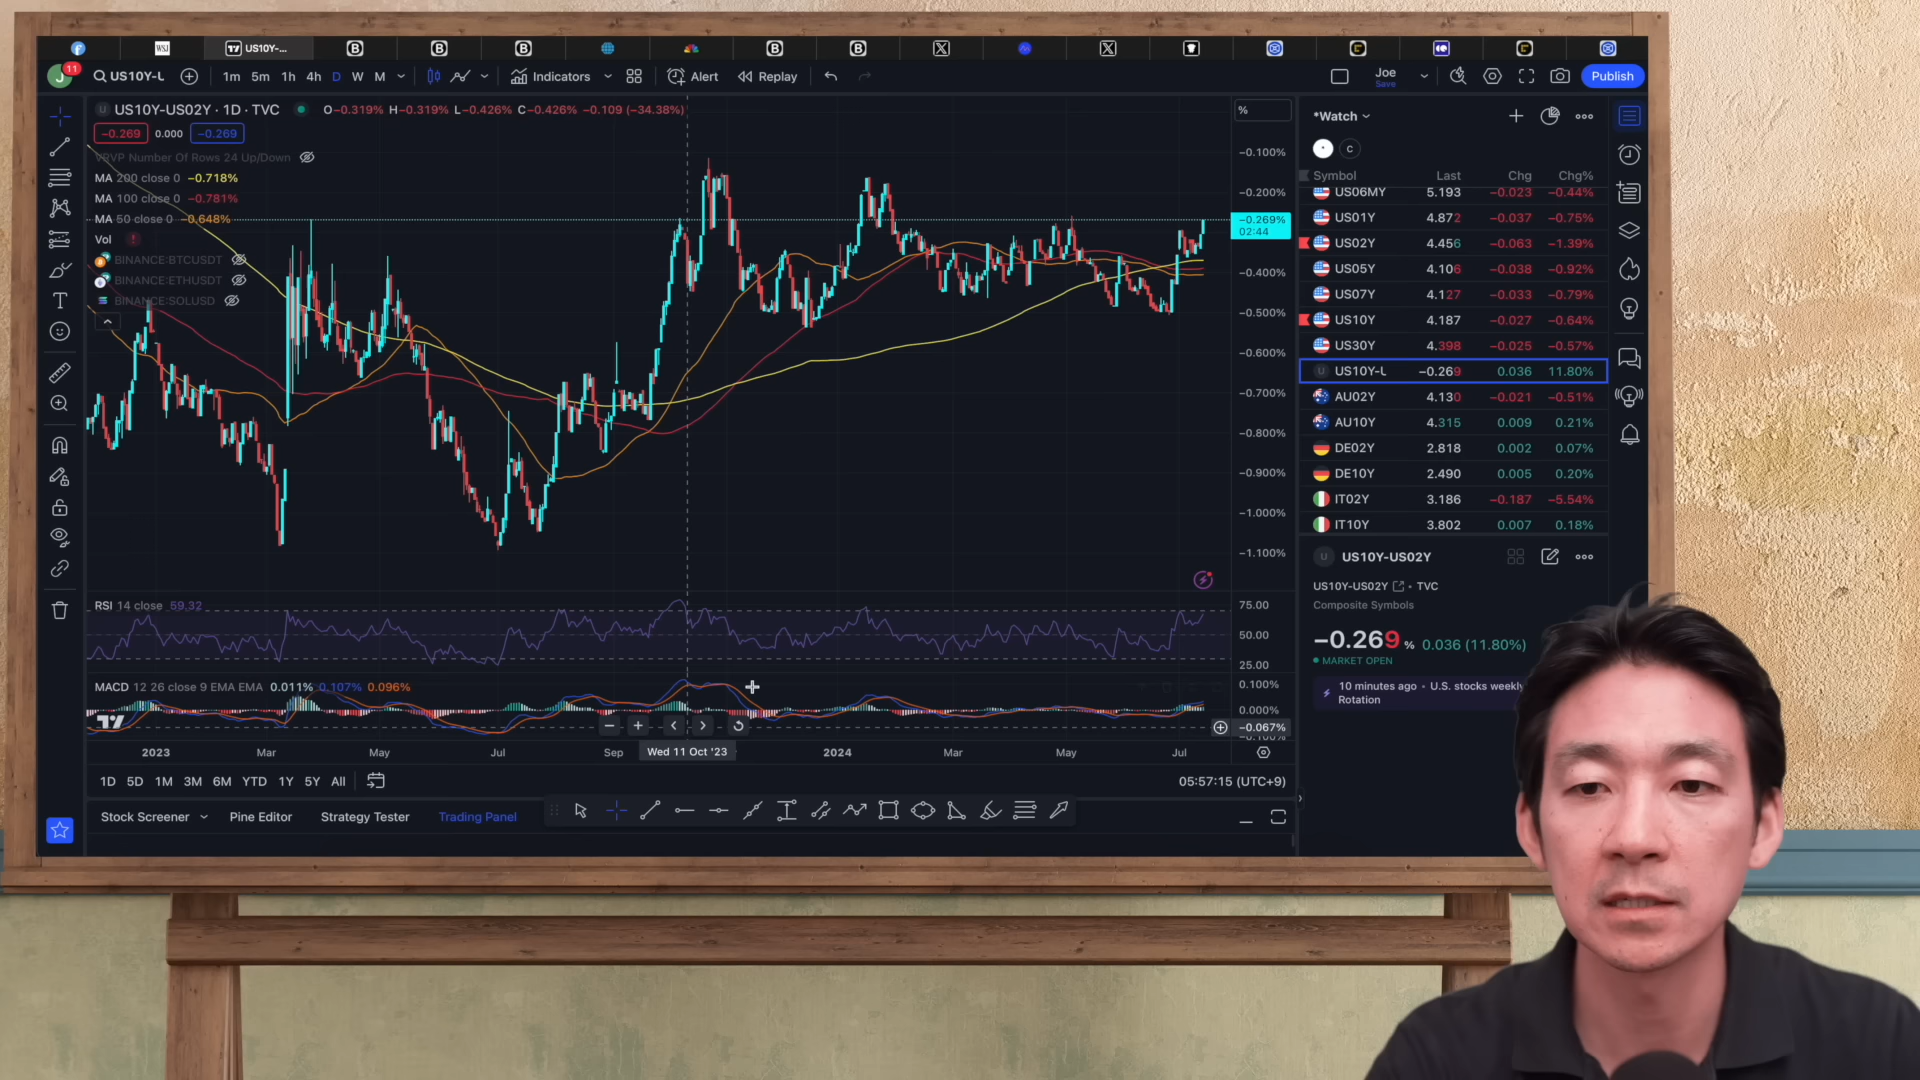 WSJ
US10Y-...
J
11
US10Y-L
1m 5m 1h 4h D W M
Indicators
Alert
Replay
Joe
Save
Publish
US10Y-US02Y · 1D · TVC
O−0.319% H−0.319% L−0.426% C−0.426% −0.109 (−34.38%)
−0.269 0.000 −0.269
VRVP Number Of Rows 24 Up/Down
MA 200 close 0 −0.718%
MA 100 close 0 −0.781%
MA 50 close 0 −0.648%
Vol
BINANCE:BTCUSDT
BINANCE:ETHUSDT
BINANCE:SOLUSD
%
−0.100%
−0.200%
−0.269%
02:44
−0.400%
−0.500%
−0.600%
−0.700%
−0.800%
−0.900%
−1.000%
−1.100%
RSI 14 close 59.32
75.00
50.00
25.00
MACD 12 26 close 9 EMA EMA 0.011% 0.107% 0.096%
0.100%
0.000%
−0.067%
2023 Mar May Jul Sep Wed 11 Oct '23 2024 Mar May Jul
1D 5D 1M 3M 6M YTD 1Y 5Y All
05:57:15 (UTC+9)
Stock Screener Pine Editor Strategy Tester Trading Panel
*Watch
C
Symbol Last Chg Chg%
US06MY 5.193 −0.023 −0.44%
US01Y 4.872 −0.037 −0.75%
US02Y 4.456 −0.063 −1.39%
US05Y 4.106 −0.038 −0.92%
US07Y 4.127 −0.033 −0.79%
US10Y 4.187 −0.027 −0.64%
US30Y 4.398 −0.025 −0.57%
US10Y-L −0.269 0.036 11.80%
AU02Y 4.130 −0.021 −0.51%
AU10Y 4.315 0.009 0.21%
DE02Y 2.818 0.002 0.07%
DE10Y 2.490 0.005 0.20%
IT02Y 3.186 −0.187 −5.54%
IT10Y 3.802 0.007 0.18%
U US10Y-US02Y
US10Y-US02Y • TVC
Composite Symbols
−0.269 % 0.036 (11.80%)
MARKET OPEN
10 minutes ago • U.S. stocks weekly
Rotation